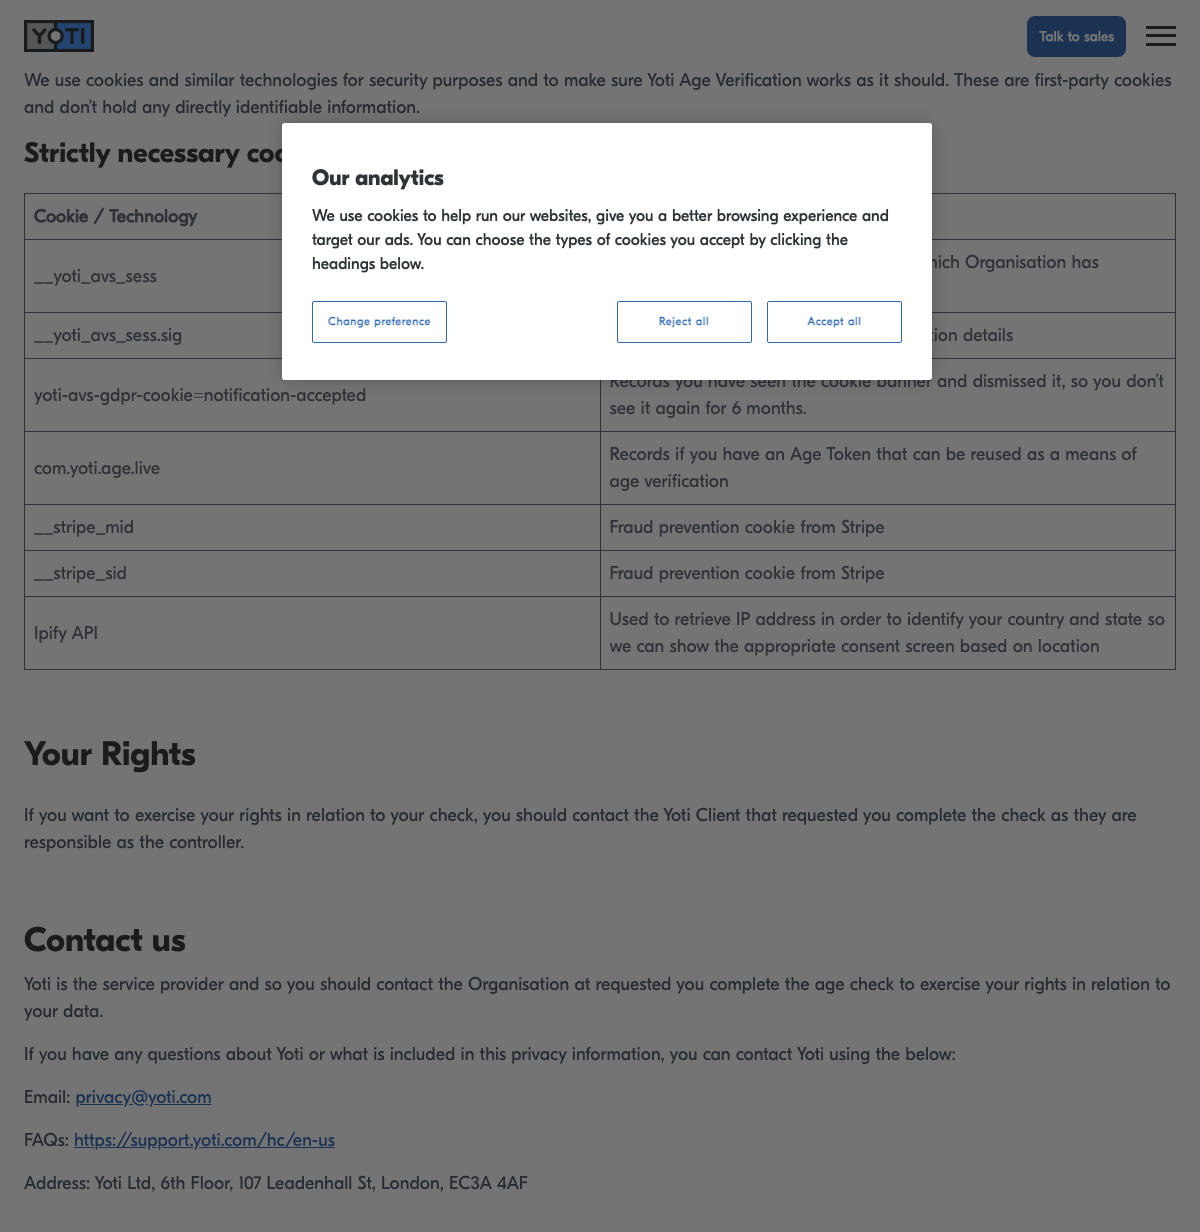 YOTI
Talk to sales
We use cookies and similar technologies for security purposes and to make sure Yoti Age Verification works as it should. These are first-party cookies
and don't hold any directly identifiable information.
Strictly necessary
Our analytics
We use cookies to help run our websites, give you a better browsing experience and
target our ads. You can choose the types of cookies you accept by clicking the
headings below.
Change preference
Reject all
Accept all
Cookie / Technology
__yoti_avs_sess
Organisation has
__yoti_avs_sess.sig
details
yoti-avs-gdpr-cookie=notification-accepted
Records you have seen the cookie banner and dismissed it, so you don't
see it again for 6 months.
com.yoti.age.live
Records if you have an Age Token that can be reused as a means of
age verification
__stripe_mid
Fraud prevention cookie from Stripe
__stripe_sid
Fraud prevention cookie from Stripe
Ipify API
Used to retrieve IP address in order to identify your country and state so
we can show the appropriate consent screen based on location
Your Rights
If you want to exercise your rights in relation to your check, you should contact the Yoti Client that requested you complete the check as they are
responsible as the controller.
Contact us
Yoti is the service provider and so you should contact the Organisation at requested you complete the age check to exercise your rights in relation to
your data.
If you have any questions about Yoti or what is included in this privacy information, you can contact Yoti using the below:
Email: privacy@yoti.com
FAQs: https://support.yoti.com/hc/en-us
Address: Yoti Ltd, 6th Floor, 107 Leadenhall St, London, EC3A 4AF